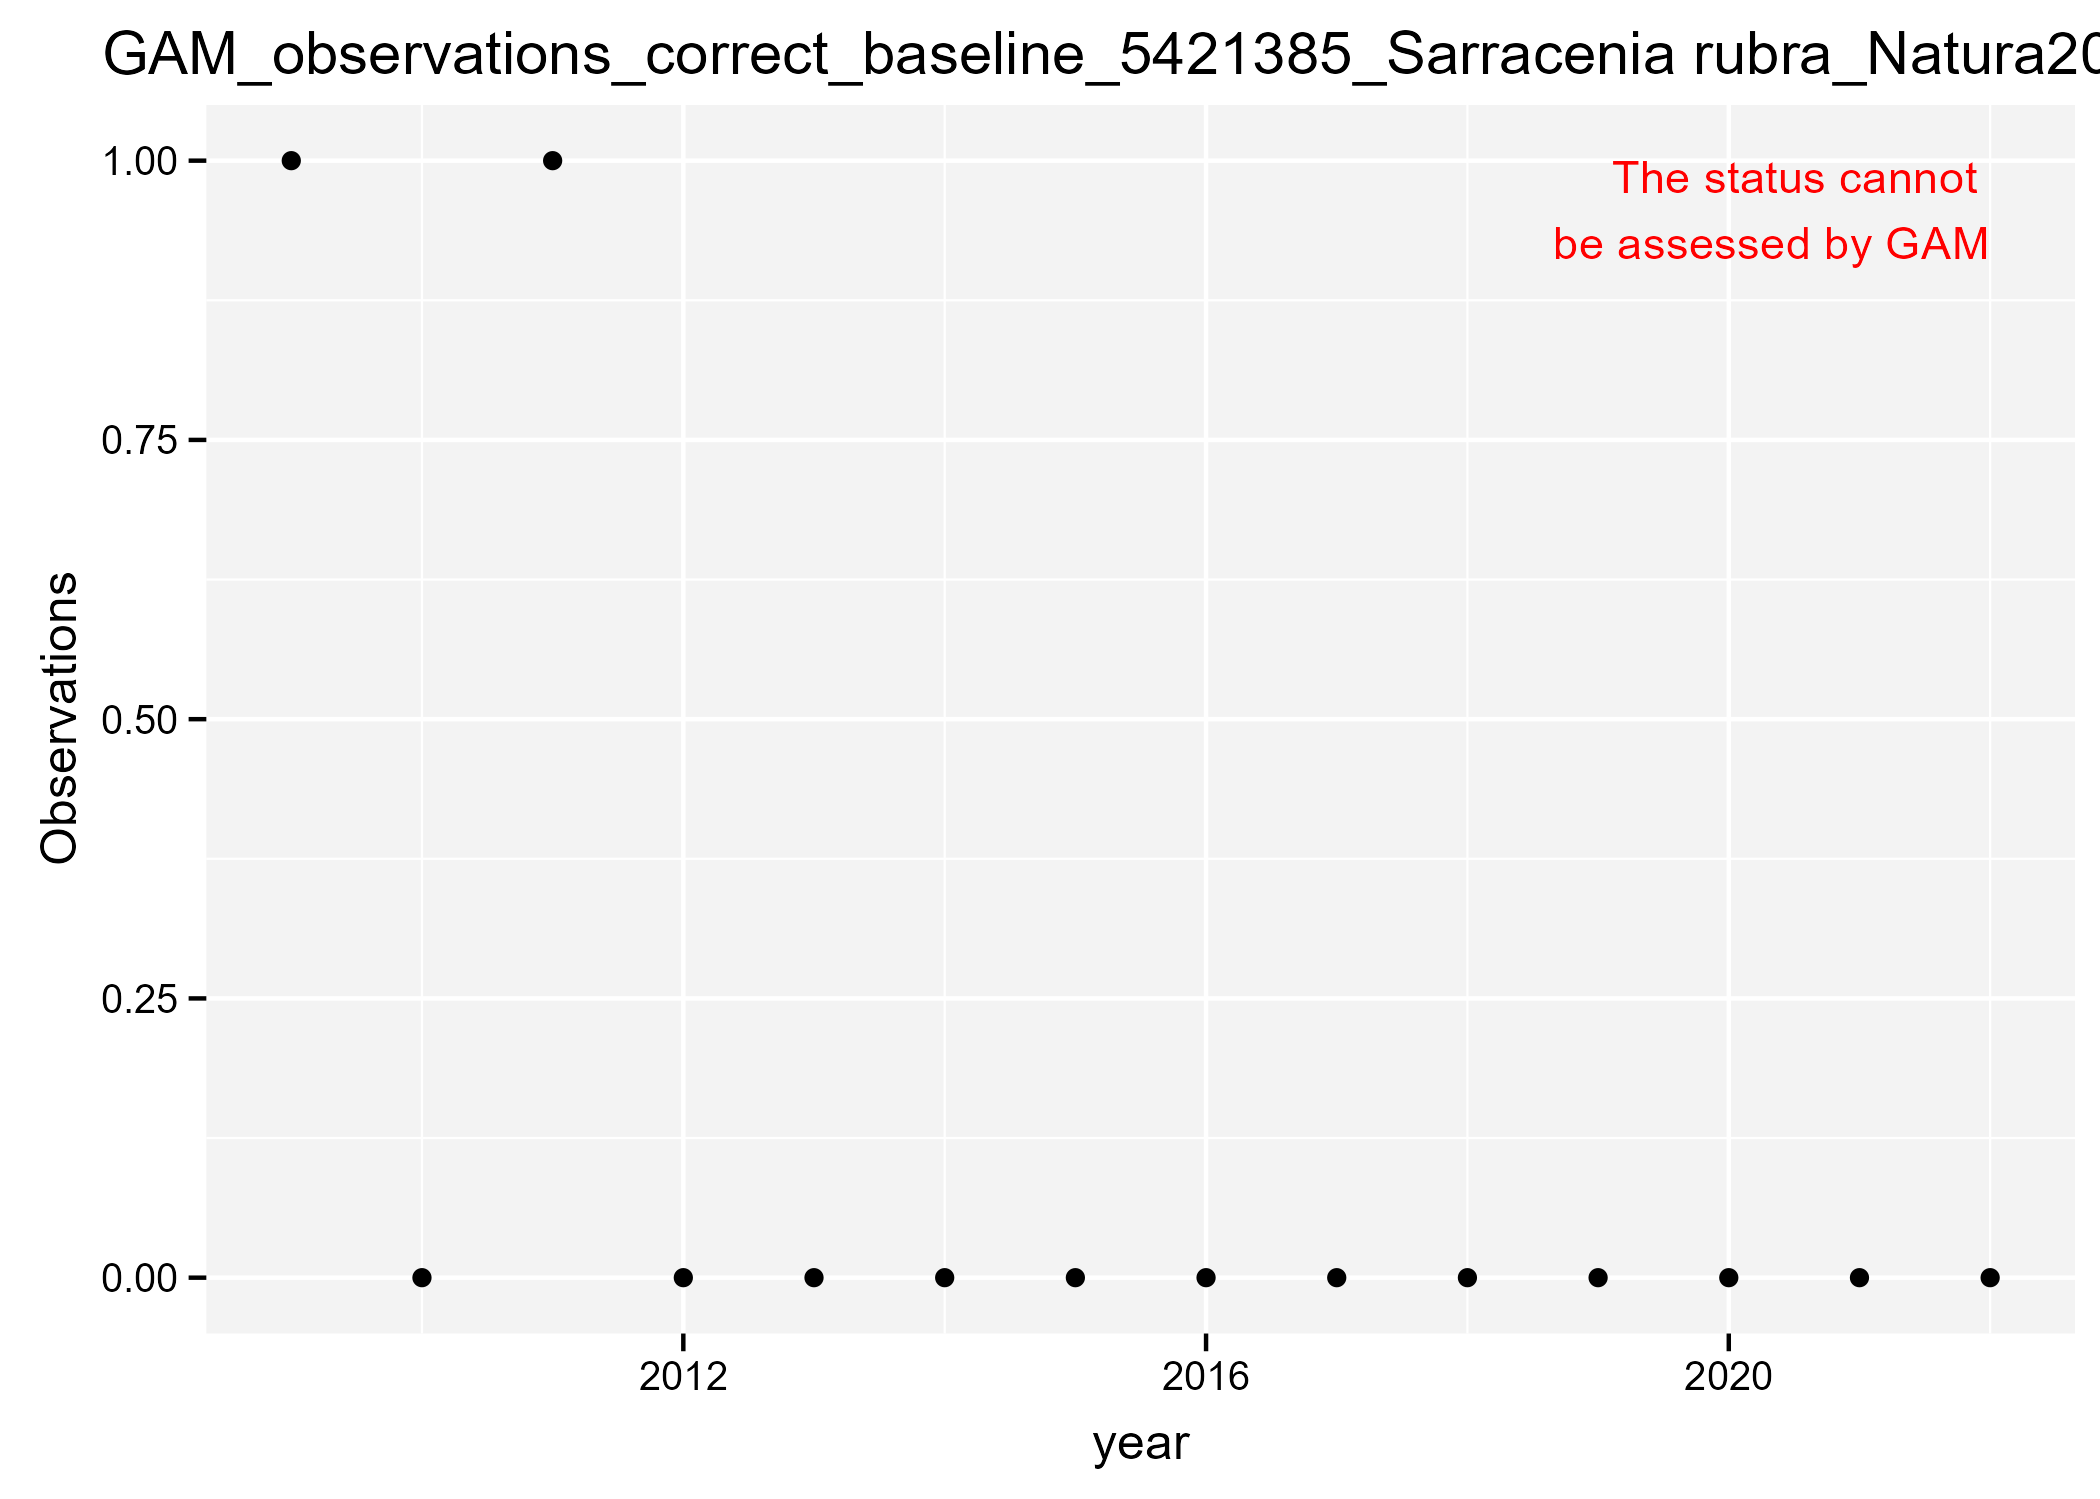 GAM_observations_correct_baseline_5421385_Sarracenia rubra_Natura20
1.00
The status cannot
be assessed by GAM
0.75
0.50
0.25
0.00
Observations
2012 2016 2020
year